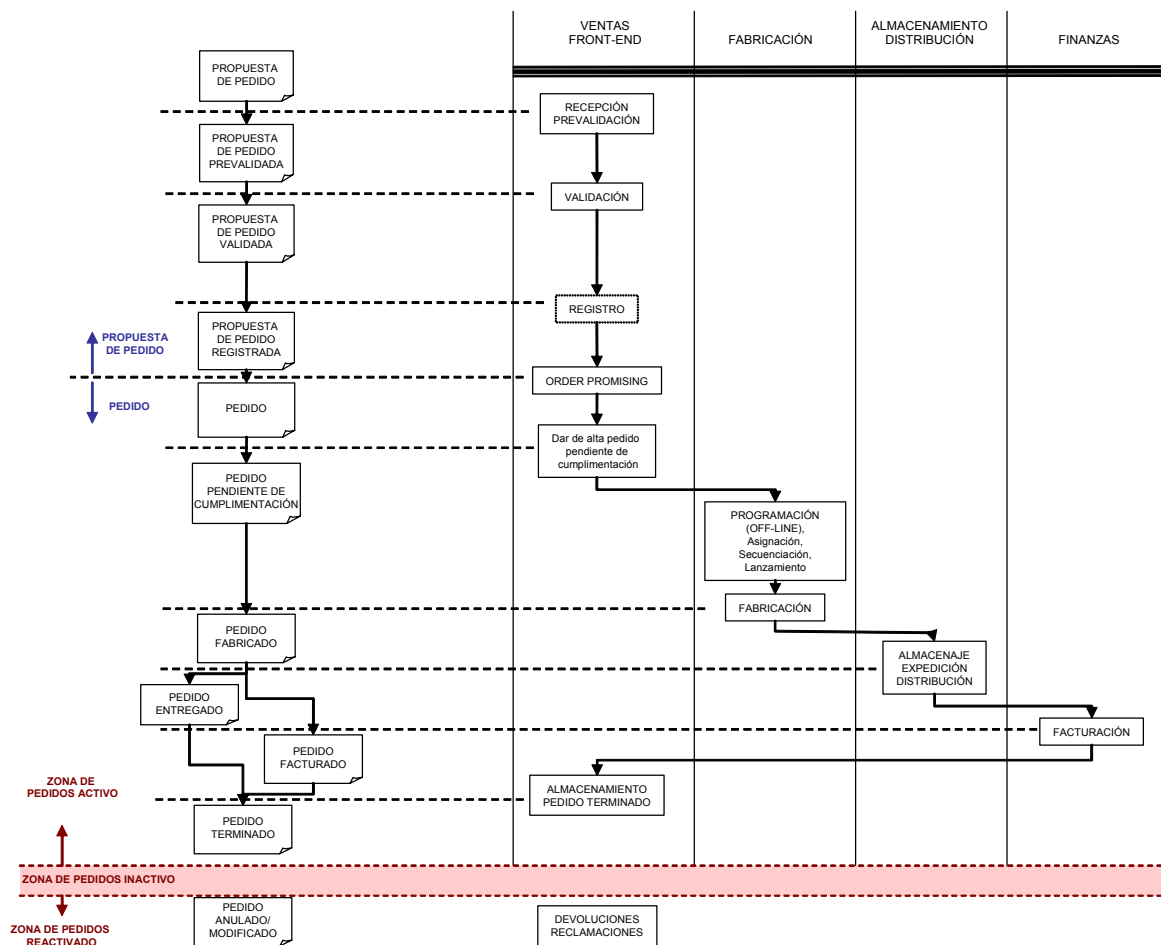 VENTAS
FRONT-END
FABRICACIÓN
ALMACENAMIENTO
DISTRIBUCIÓN
FINANZAS
PROPUESTA
DE PEDIDO
RECEPCIÓN
PREVALIDACIÓN
PROPUESTA
DE PEDIDO
PREVALIDADA
VALIDACIÓN
PROPUESTA
DE PEDIDO
VALIDADA
REGISTRO
PROPUESTA
DE PEDIDO
REGISTRADA
PROPUESTA
DE PEDIDO
ORDER PROMISING
PEDIDO
PEDIDO
Dar de alta pedido
pendiente de
cumplimentación
PEDIDO
PENDIENTE DE
CUMPLIMENTACIÓN
PROGRAMACIÓN
(OFF-LINE),
Asignación,
Secuenciación,
Lanzamiento
FABRICACIÓN
PEDIDO
FABRICADO
ALMACENAJE
EXPEDICIÓN
DISTRIBUCIÓN
PEDIDO
ENTREGADO
FACTURACIÓN
PEDIDO
FACTURADO
ZONA DE
PEDIDOS ACTIVO
ALMACENAMIENTO
PEDIDO TERMINADO
PEDIDO
TERMINADO
ZONA DE PEDIDOS INACTIVO
ZONA DE PEDIDOS
REACTIVADO
PEDIDO
ANULADO/
MODIFICADO
DEVOLUCIONES
RECLAMACIONES